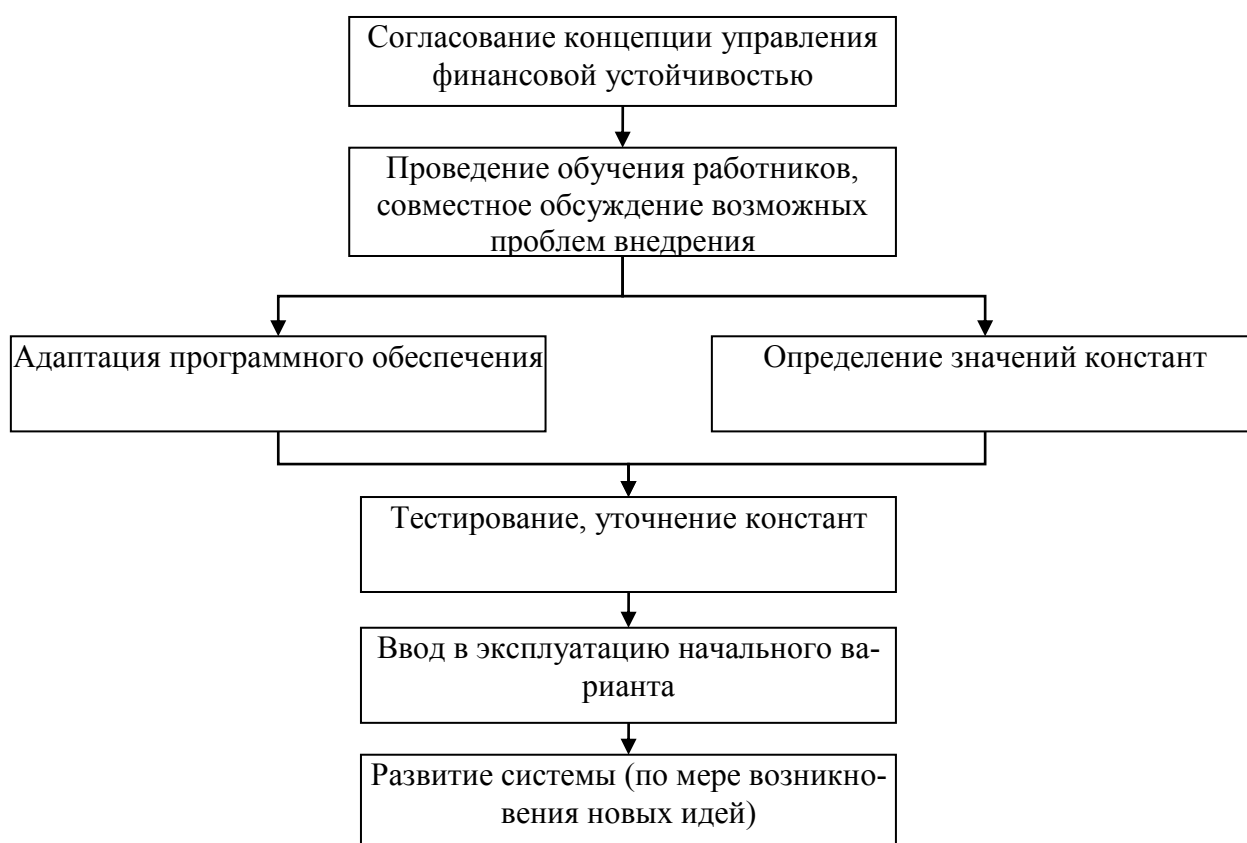 Согласование концепции управления
финансовой устойчивостью
Проведение обучения работников,
совместное обсуждение возможных
проблем внедрения
Адаптация программного обеспечения
Определение значений констант
Тестирование, уточнение констант
Ввод в эксплуатацию начального ва-
рианта
Развитие системы (по мере возникно-
вения новых идей)